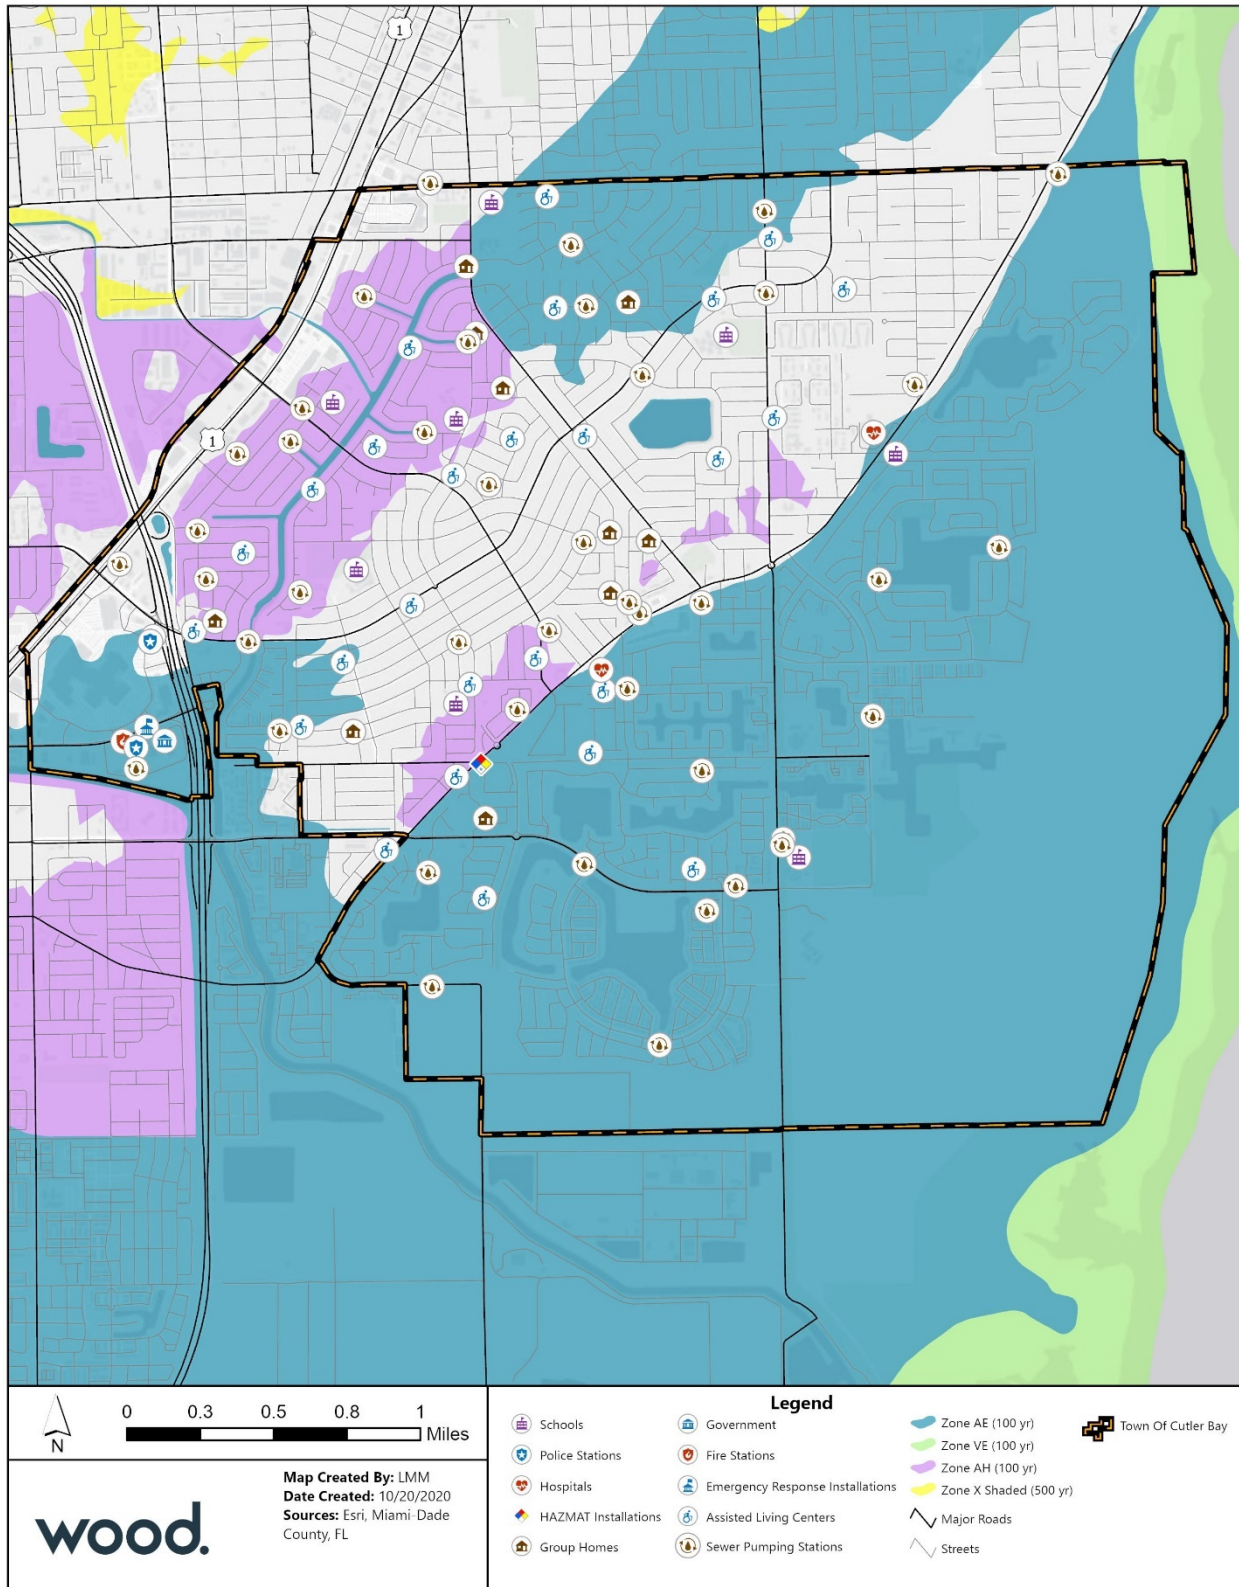 1
1
0 0.3 0.5 0.8 1
Miles
N
Map Created By: LMM
Date Created: 10/20/2020
Sources: Esri, Miami-Dade
County, FL
wood.
Legend
Schools
Police Stations
Hospitals
HAZMAT Installations
Group Homes
Government
Fire Stations
Emergency Response Installations
Assisted Living Centers
Sewer Pumping Stations
Zone AE (100 yr)
Zone VE (100 yr)
Zone AH (100 yr)
Zone X Shaded (500 yr)
Major Roads
Streets
Town Of Cutler Bay